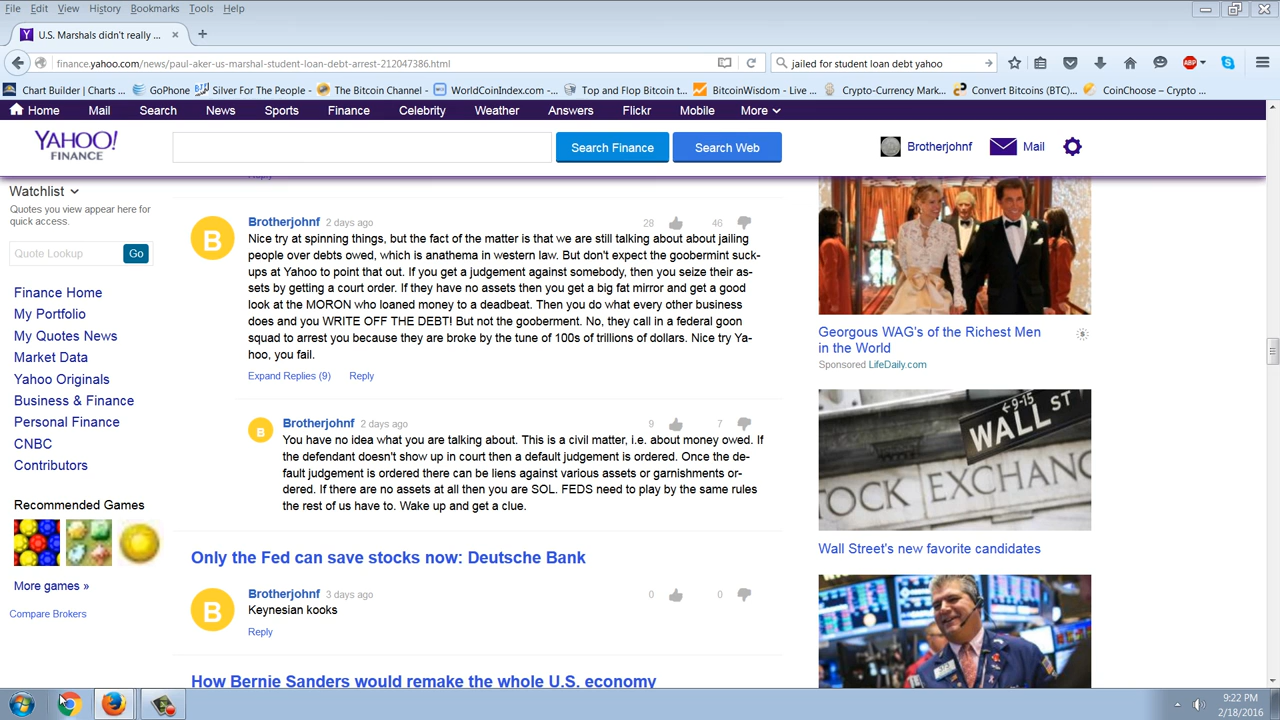 File Edit View History Bookmarks Tools Help
U.S. Marshals didn't really ...
finance.yahoo.com/news/paul-aker-us-marshal-student-loan-debt-arrest-212047386.html
jailed for student loan debt yahoo
ABP
Chart Builder | Charts ... GoPhone Silver For The People - The Bitcoin Channel - WorldCoinIndex.com - ... Top and Flop Bitcoin t... BitcoinWisdom - Live ... Crypto-Currency Mark... Convert Bitcoins (BTC)... CoinChoose – Crypto ...
Home Mail Search News Sports Finance Celebrity Weather Answers Flickr Mobile More
YAHOO!
FINANCE
Search Finance
Search Web
Brotherjohnf
Mail
Watchlist
Quotes you view appear here for
quick access.
Quote Lookup
Go
Finance Home
My Portfolio
My Quotes News
Market Data
Yahoo Originals
Business & Finance
Personal Finance
CNBC
Contributors
Recommended Games
More games »
Compare Brokers
B
Brotherjohnf 2 days ago 28 46
Nice try at spinning things, but the fact of the matter is that we are still talking about about jailing
people over debts owed, which is anathema in western law. But don't expect the goobermint suck-
ups at Yahoo to point that out. If you get a judgement against somebody, then you seize their as-
sets by getting a court order. If they have no assets then you get a big fat mirror and get a good
look at the MORON who loaned money to a deadbeat. Then you do what every other business
does and you WRITE OFF THE DEBT! But not the gooberment. No, they call in a federal goon
squad to arrest you because they are broke by the tune of 100s of trillions of dollars. Nice try Ya-
hoo, you fail.
Expand Replies (9) Reply
B
Brotherjohnf 2 days ago 9 7
You have no idea what you are talking about. This is a civil matter, i.e. about money owed. If
the defendant doesn't show up in court then a default judgement is ordered. Once the de-
fault judgement is ordered there can be liens against various assets or garnishments or-
dered. If there are no assets at all then you are SOL. FEDS need to play by the same rules
the rest of us have to. Wake up and get a clue.
Only the Fed can save stocks now: Deutsche Bank
B
Brotherjohnf 3 days ago 0 0
Keynesian kooks
Reply
How Bernie Sanders would remake the whole U.S. economy
Georgous WAG's of the Richest Men
in the World
Sponsored LifeDaily.com
9-15
WALL ST
STOCK EXCHANG
Wall Street's new favorite candidates
9:22 PM
2/18/2016